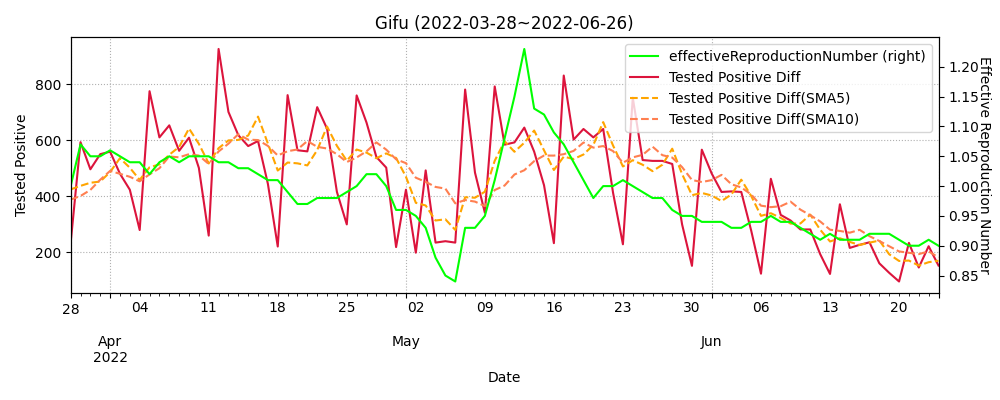 Gifu (2022-03-28~2022-06-26)
effectiveReproductionNumber (right)
Tested Positive Diff
Tested Positive Diff(SMA5)
Tested Positive Diff(SMA10)
Tested Positive
800
600
400
200
Effective Reproduction Number
1.20
1.15
1.10
1.05
1.00
0.95
0.90
0.85
28 04 11 18 25 02 09 16 23 30 06 13 20
Apr May Jun
2022
Date